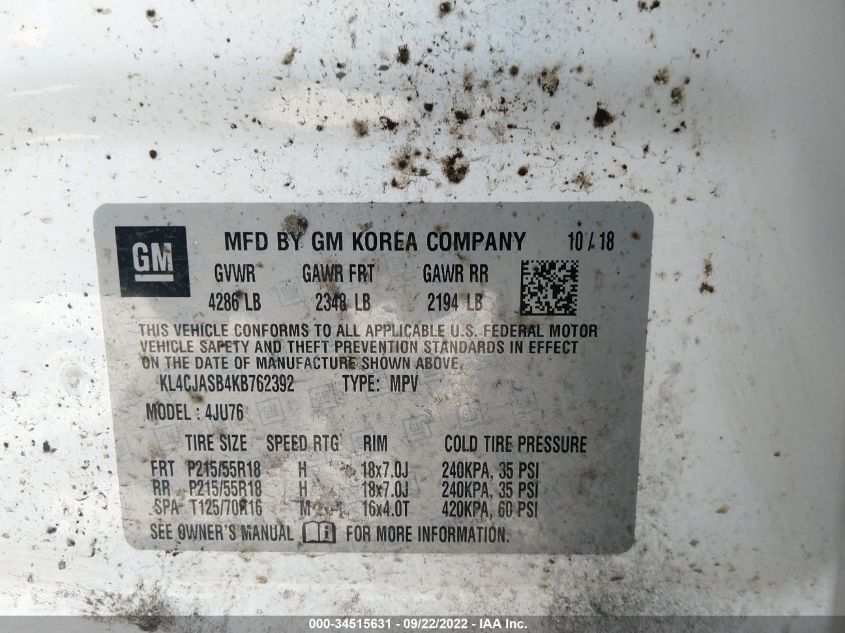 GM
MFD BY GM KOREA COMPANY 10/18
GVWR GAWR FRT GAWR RR
4286 LB 2348 LB 2194 LB
THIS VEHICLE CONFORMS TO ALL APPLICABLE U.S. FEDERAL MOTOR
VEHICLE SAFETY AND THEFT PREVENTION STANDARDS IN EFFECT
ON THE DATE OF MANUFACTURE SHOWN ABOVE.
KL4CJASB4KB762392 TYPE: MPV
MODEL : 4JU76
TIRE SIZE SPEED RTG RIM COLD TIRE PRESSURE
FRT P215/55R18 H 18x7.0J 240KPA, 35 PSI
RR P215/55R18 H 18x7.0J 240KPA, 35 PSI
SPA T125/70R16 M 16x4.0T 420KPA, 60 PSI
SEE OWNER'S MANUAL FOR MORE INFORMATION.
000-34515631 - 09/22/2022 - IAA Inc.